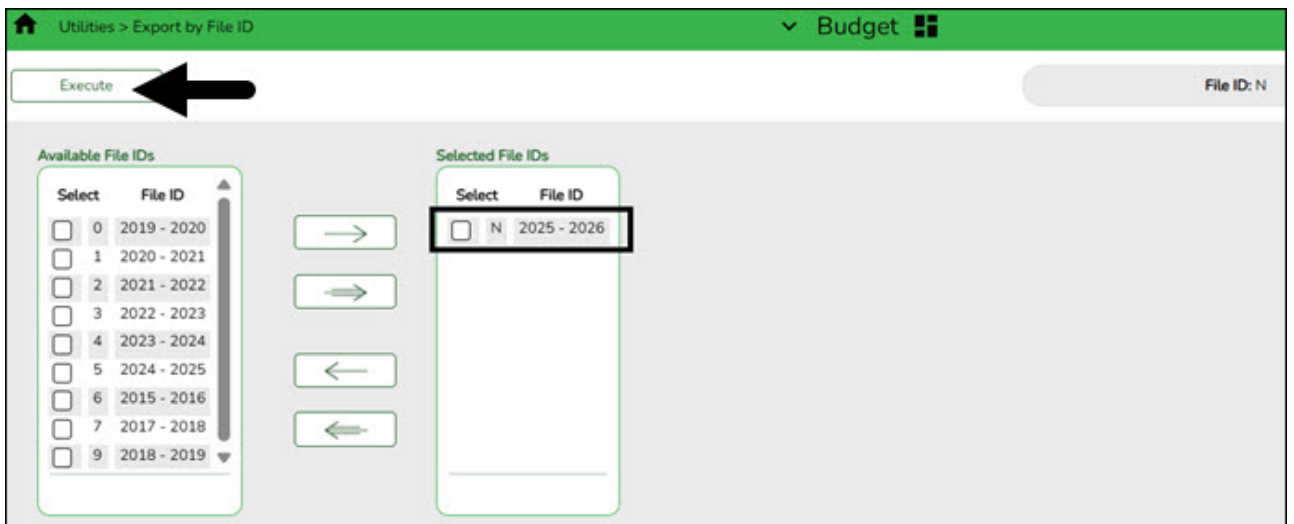 Utilities > Export by File ID
Budget
Execute
File ID: N
Available File IDs
Select File ID
0 2019 - 2020
1 2020 - 2021
2 2021 - 2022
3 2022 - 2023
4 2023 - 2024
5 2024 - 2025
6 2015 - 2016
7 2017 - 2018
9 2018 - 2019
Selected File IDs
Select File ID
N 2025 - 2026